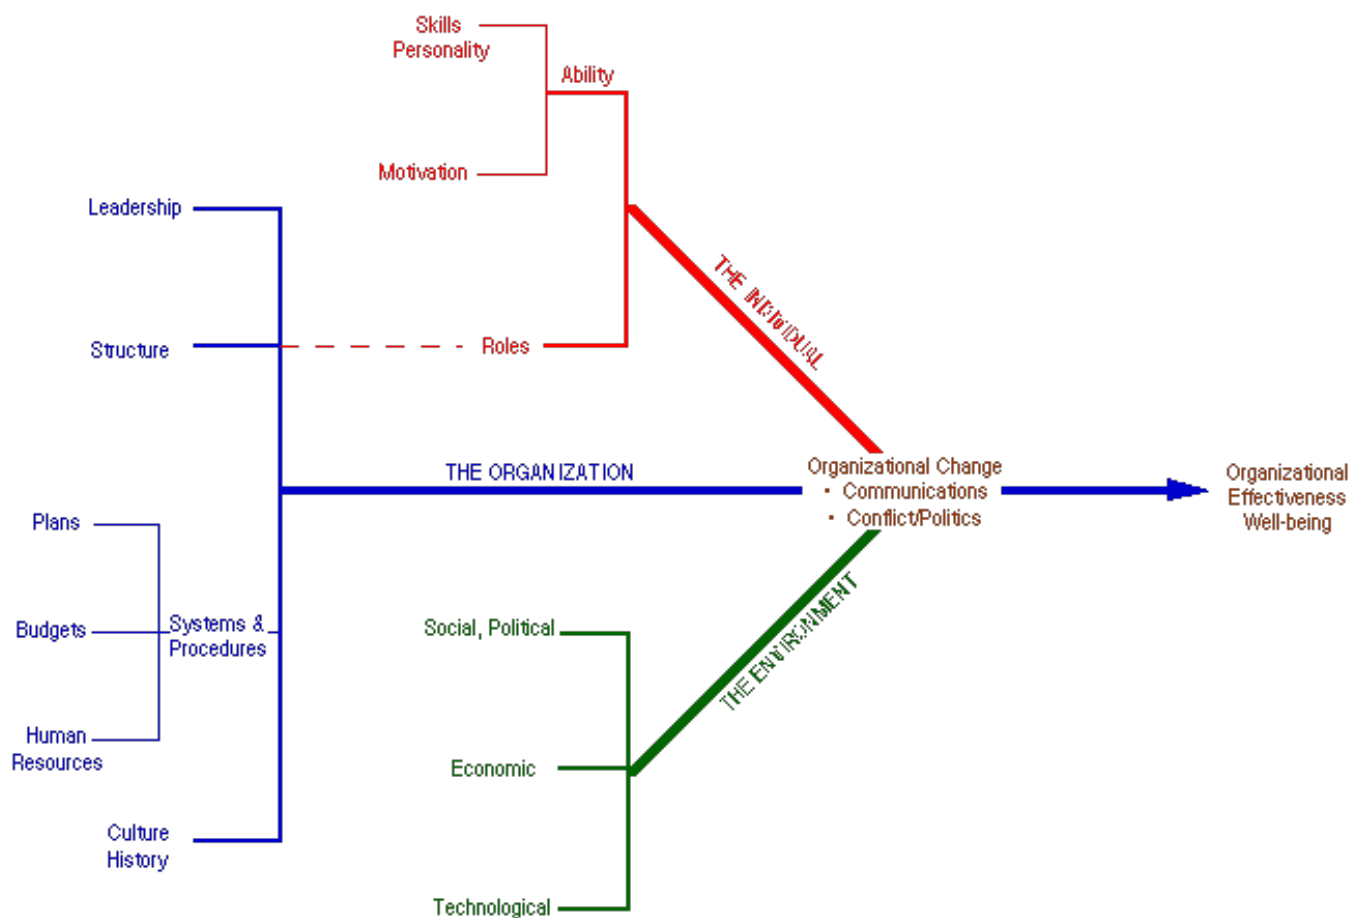 Skills
Personality
Ability
Motivation
Leadership
Structure
Roles
THE INDIVIDUAL
THE ORGANIZATION
Organizational Change
• Communications
• Conflict/Politics
Organizational
Effectiveness
Well-being
Plans
Budgets
Systems &
Procedures
Human
Resources
Culture
History
Social, Political
Economic
Technological
THE ENVIRONMENT